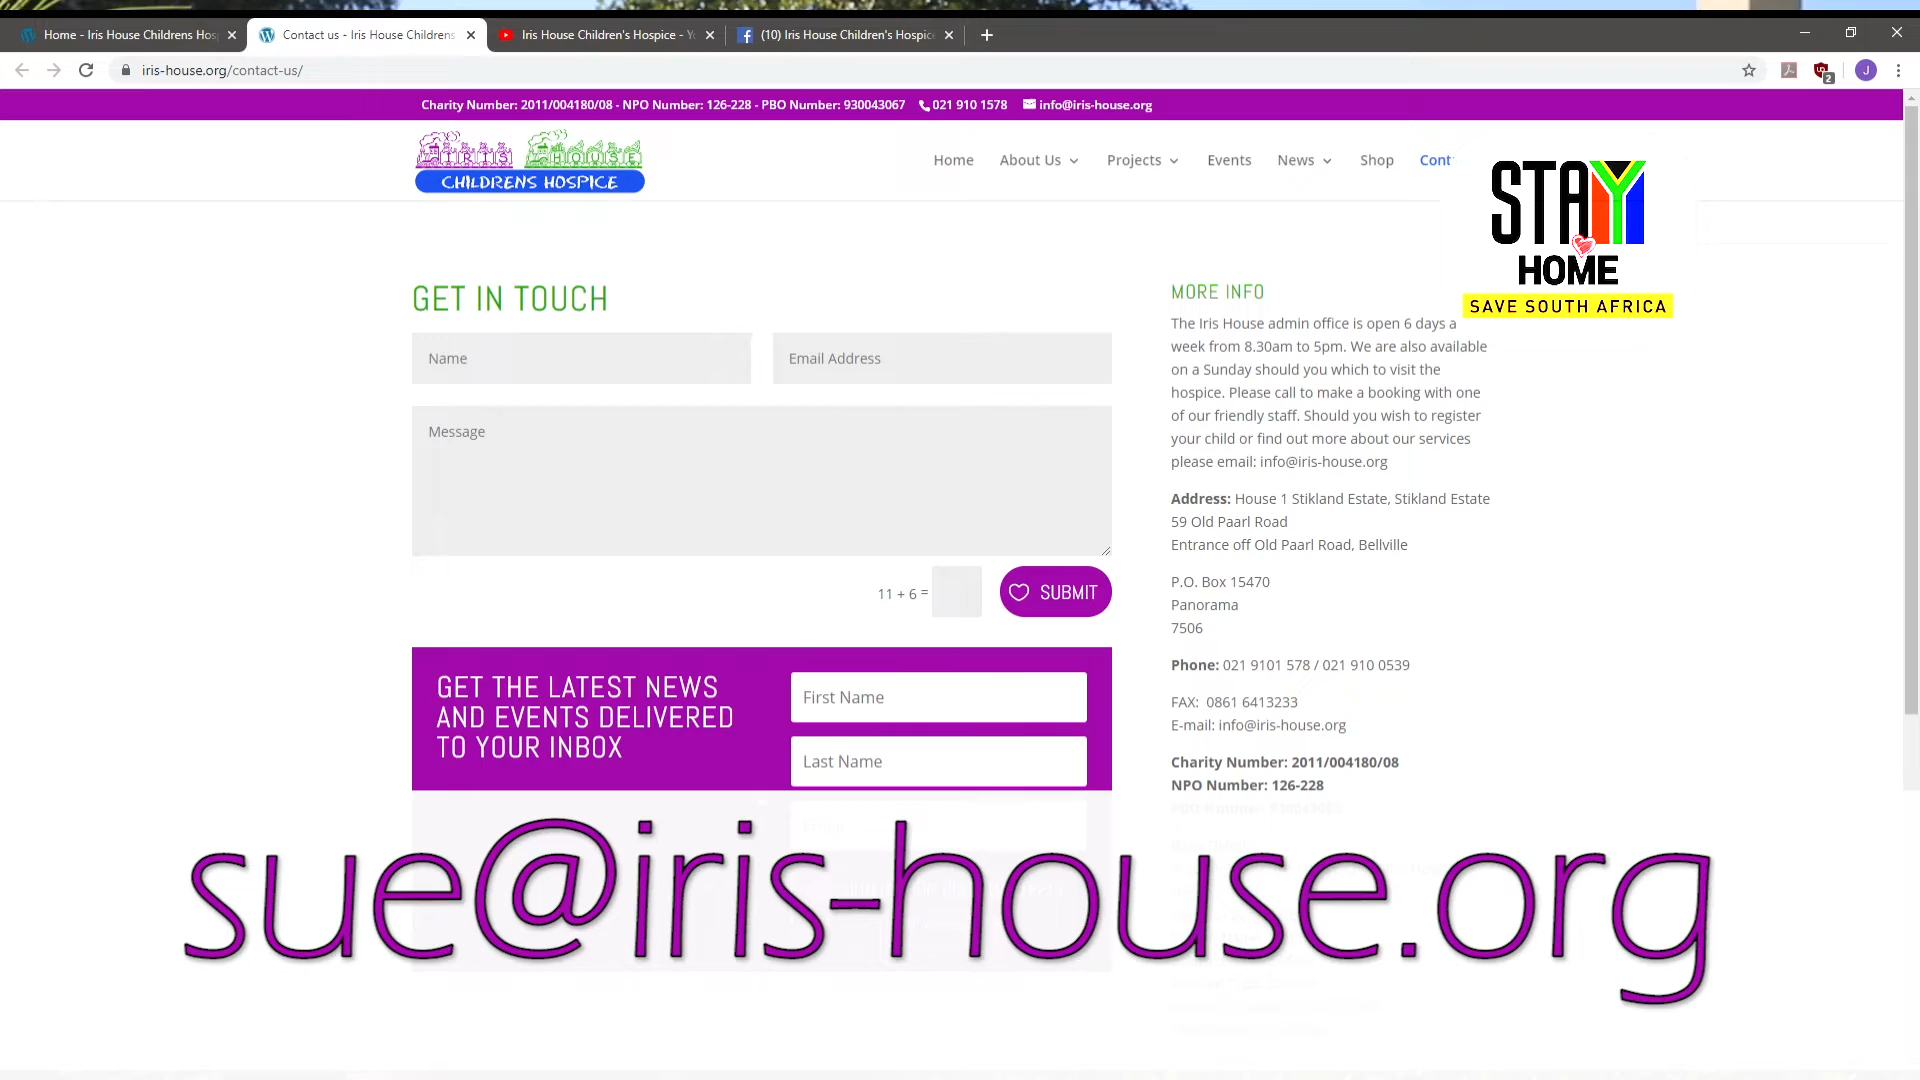 Home - Iris House Childrens Hos
Contact us - Iris House Childrens
Iris House Children's Hospice - Y
(10) Iris House Children's Hospice
iris-house.org/contact-us/
2
J
Charity Number: 2011/004180/08 - NPO Number: 126-228 - PBO Number: 930043067 021 910 1578 info@iris-house.org
IRIS HOUSE
CHILDREN'S HOSPICE
Home About Us Projects Events News Shop Cont
STAY
HOME
SAVE SOUTH AFRICA
GET IN TOUCH
Name
Email Address
Message
11 + 6 =
SUBMIT
GET THE LATEST NEWS
AND EVENTS DELIVERED
TO YOUR INBOX
First Name
Last Name
MORE INFO
The Iris House admin office is open 6 days a
week from 8.30am to 5pm. We are also available
on a Sunday should you which to visit the
hospice. Please call to make a booking with one
of our friendly staff. Should you wish to register
your child or find out more about our services
please email: info@iris-house.org
Address: House 1 Stikland Estate, Stikland Estate
59 Old Paarl Road
Entrance off Old Paarl Road, Bellville
P.O. Box 15470
Panorama
7506
Phone: 021 9101 578 / 021 910 0539
FAX: 0861 6413233
E-mail: info@iris-house.org
Charity Number: 2011/004180/08
NPO Number: 126-228
sue@iris-house.org